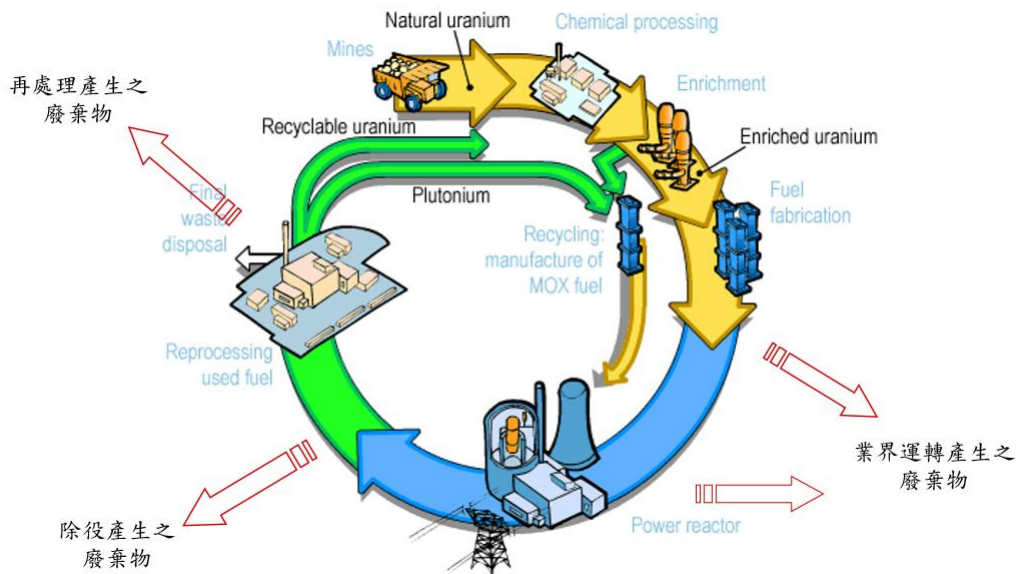 Natural uranium
Chemical processing
Mines
Enrichment
再處理產生之
廢棄物
Recyclable uranium
Enriched uranium
Plutonium
Fuel
fabrication
Final
waste
disposal
Recycling:
manufacture of
MOX fuel
Reprocessing
used fuel
業界運轉產生之
廢棄物
Power reactor
除役產生之
廢棄物